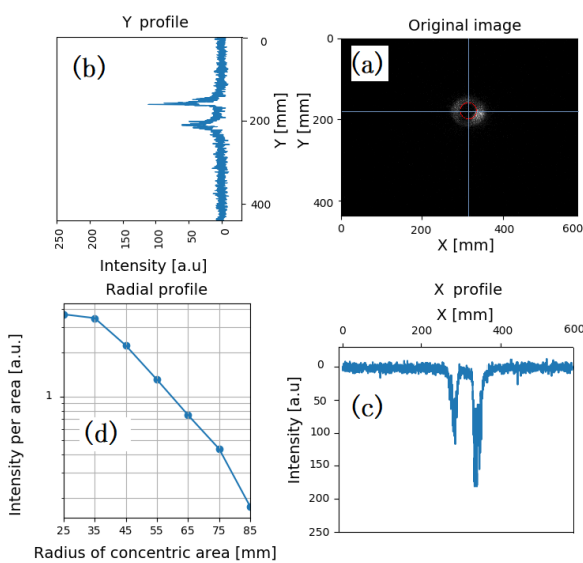 Y profile
(b)
0
200
400
Y [mm]
250
200
150
100
50
0
Intensity [a.u]
Original image
(a)
0
200
400
Y [mm]
0
200
400
600
X [mm]
Radial profile
(d)
Intensity per area [a.u.]
1
25
35
45
55
65
75
85
Radius of concentric area [mm]
X profile
X [mm]
0
200
400
600
(c)
0
50
100
150
200
250
Intensity [a.u]